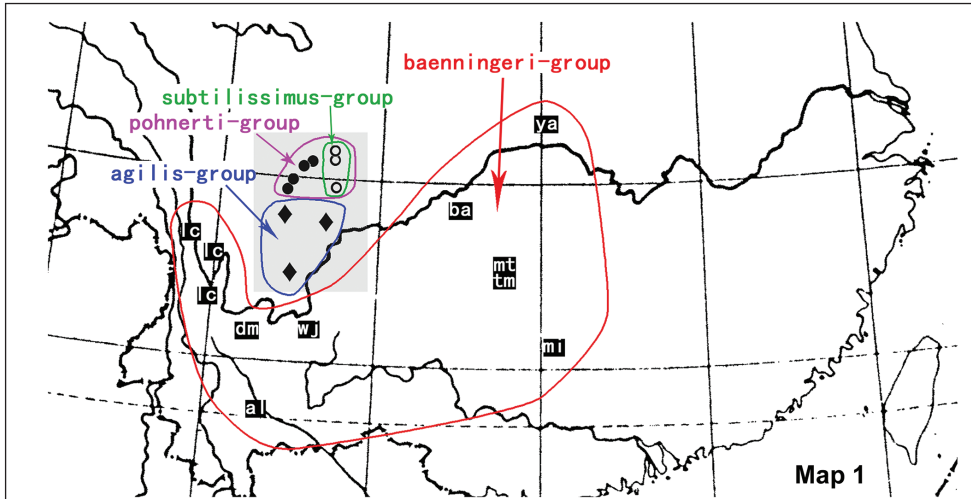 baenningeri-group
subtilissimus-group
pohnerti-group
agilis-group
ya
ba
lc
lc
lc
mt
tm
dm
wj
mi
al
Map 1